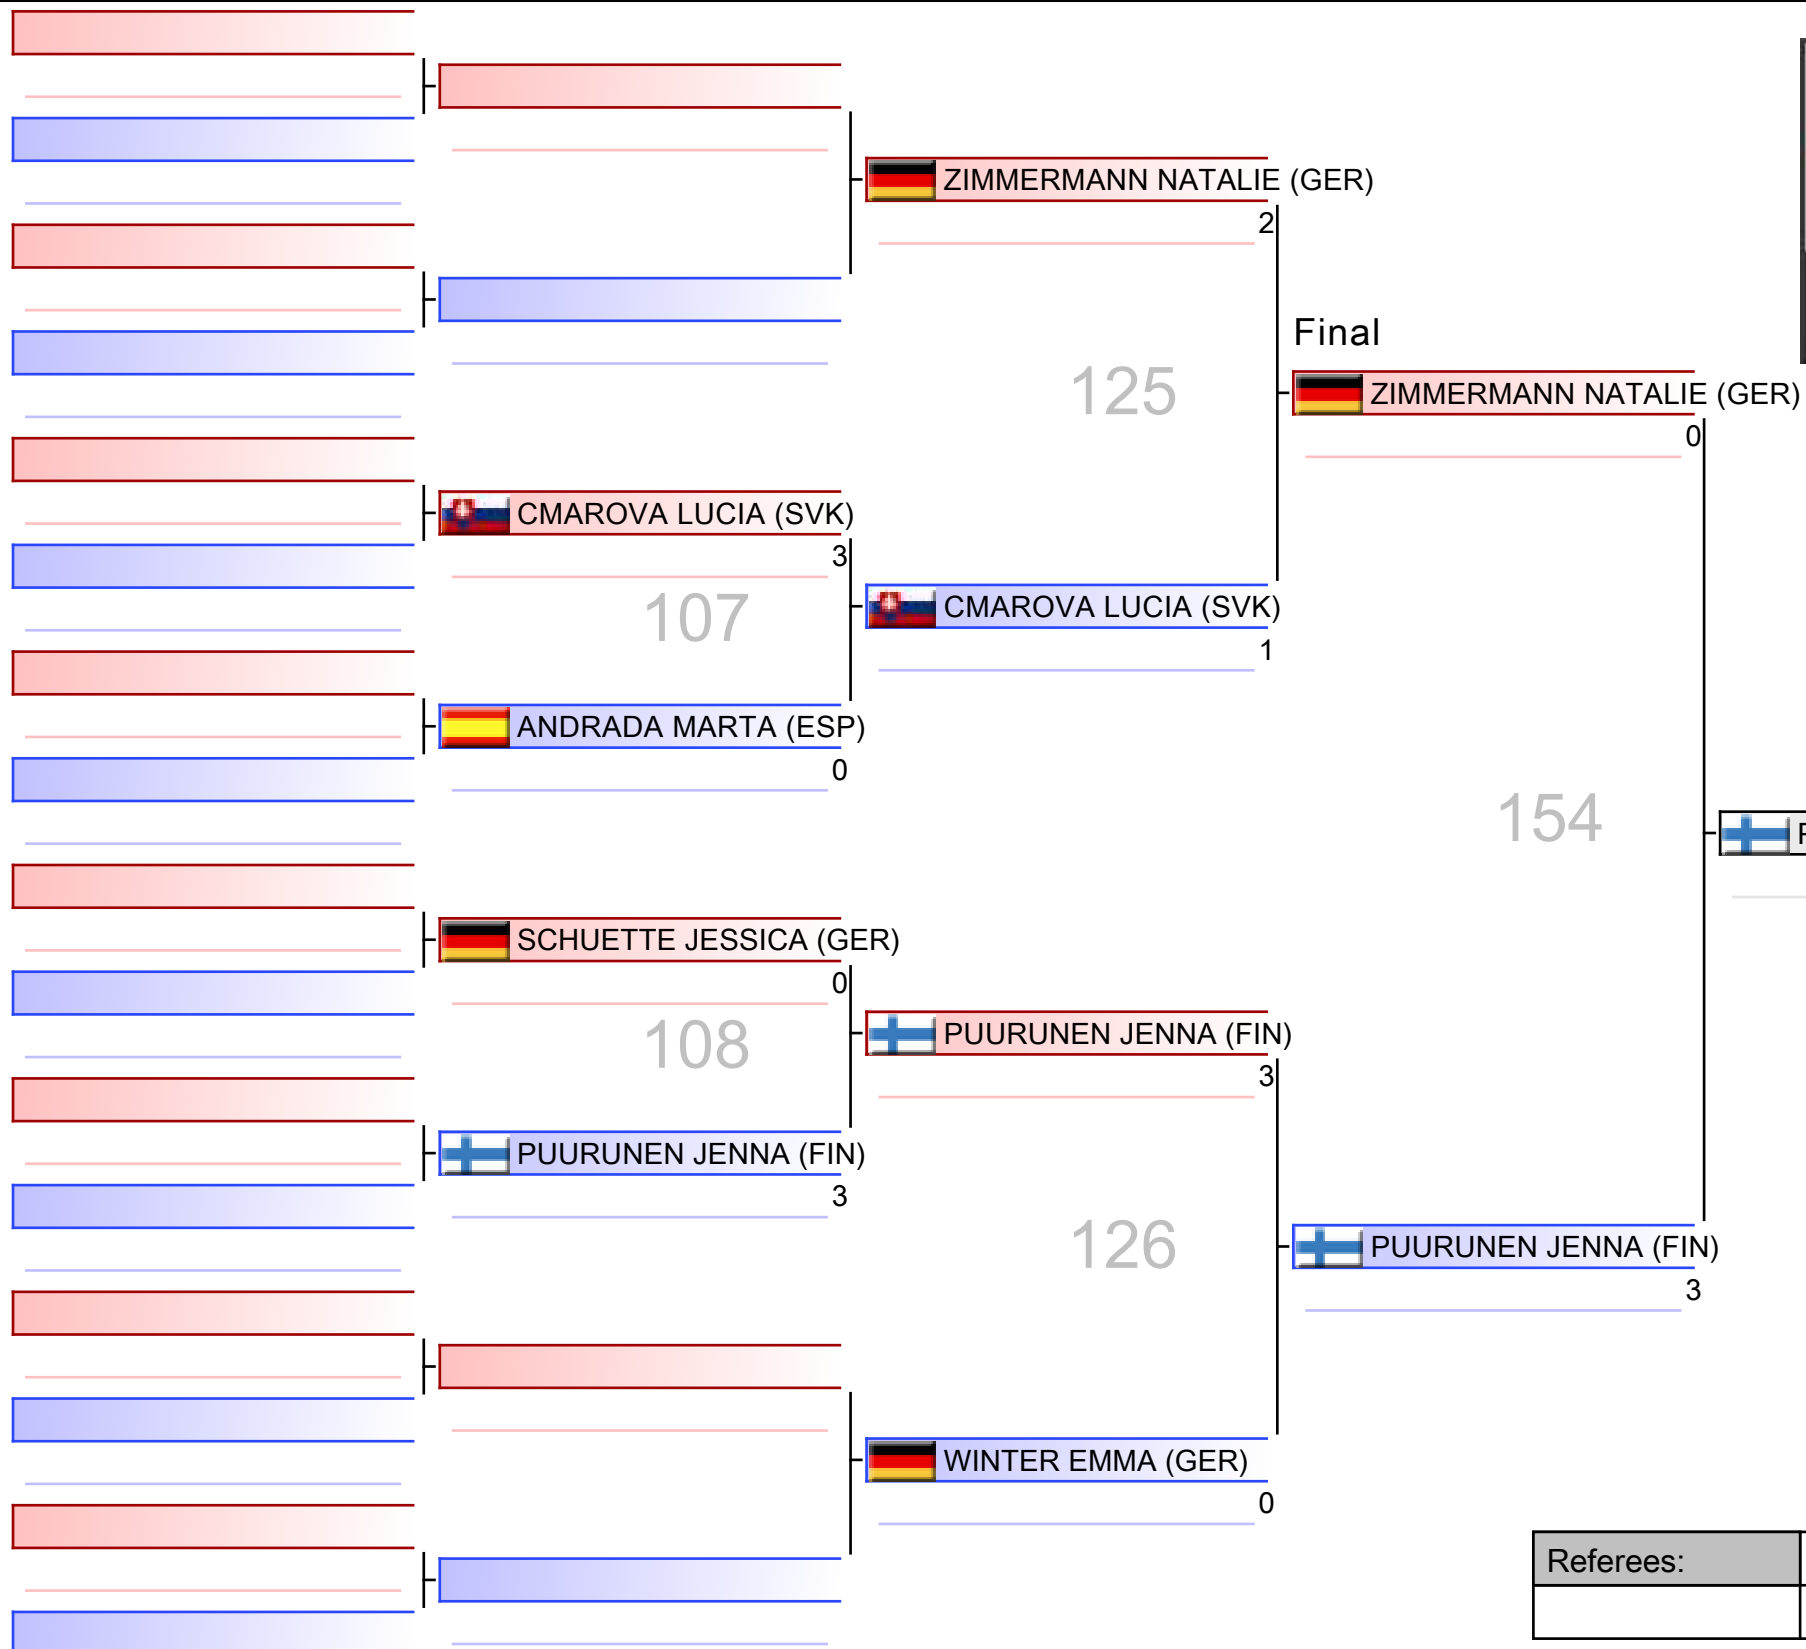 ZIMMERMANN NATALIE (GER)
2
Final
125
ZIMMERMANN NATALIE (GER)
0
CMAROVA LUCIA (SVK)
3
107
CMAROVA LUCIA (SVK)
1
ANDRADA MARTA (ESP)
0
154
SCHUETTE JESSICA (GER)
0
108
PUURUNEN JENNA (FIN)
3
PUURUNEN JENNA (FIN)
3
126
PUURUNEN JENNA (FIN)
3
WINTER EMMA (GER)
0
Referees: